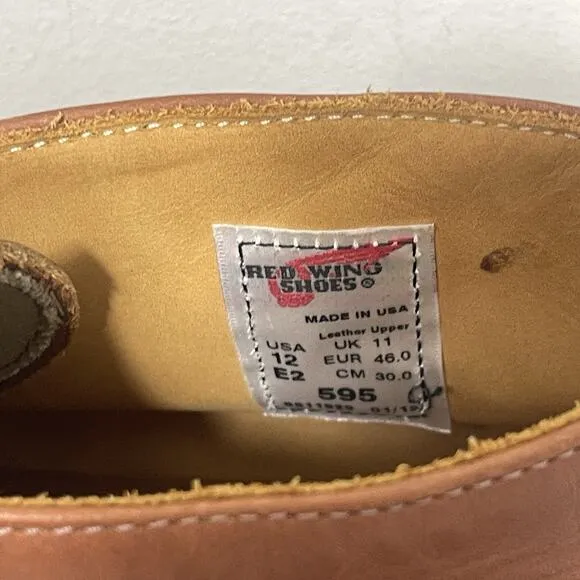 RED WING
SHOES®
MADE IN USA
Leather Upper
USA UK 11
12 EUR 46.0
E2 CM 30.0
595